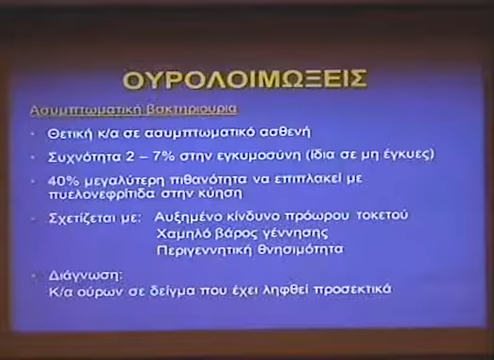 ΟΥΡΟΛΟΙΜΩΞΕΙΣ
Ασυμπτωματική βακτηριουρία
· Θετική κ/α σε ασυμπτωματικό ασθενή
· Συχνότητα 2 – 7% στην εγκυμοσύνη (ίδια σε μη έγκυες)
· 40% μεγαλύτερη πιθανότητα να επιπλακεί με
πυελονεφρίτιδα στην κύηση
· Σχετίζεται με: Αυξημένο κίνδυνο πρόωρου τοκετού
Χαμηλό βάρος γέννησης
Περιγεννητική θνησιμότητα
· Διάγνωση:
Κ/α ούρων σε δείγμα που έχει ληφθεί προσεκτικά